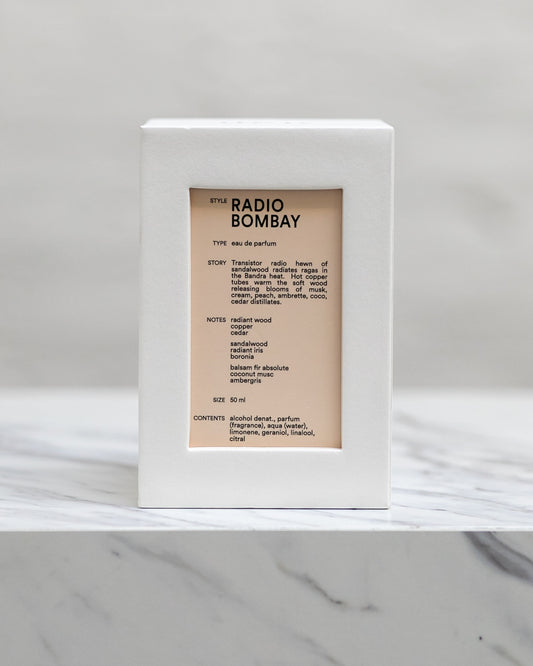 STYLE RADIO
BOMBAY
TYPE eau de parfum
STORY Transistor radio hewn of
sandalwood radiates ragas in
the Bandra heat. Hot copper
tubes warm the soft wood
releasing blooms of musk,
cream, peach, ambrette, coco,
cedar distillates.
NOTES radiant wood
copper
cedar
sandalwood
radiant iris
boronia
balsam fir absolute
coconut musc
ambergris
SIZE 50 ml
CONTENTS alcohol denat., parfum
(fragrance), aqua (water),
limonene, geraniol, linalool,
citral